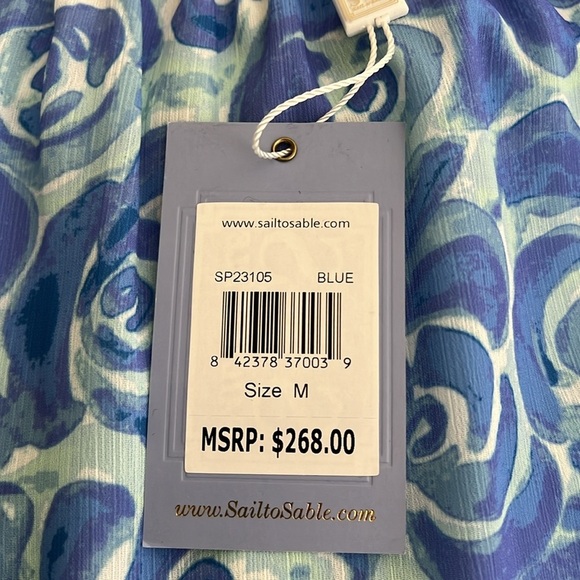 www.sailtosable.com
SP23105 BLUE
8 42378 37003 9
Size M
MSRP: $268.00
www.SailtoSable.com